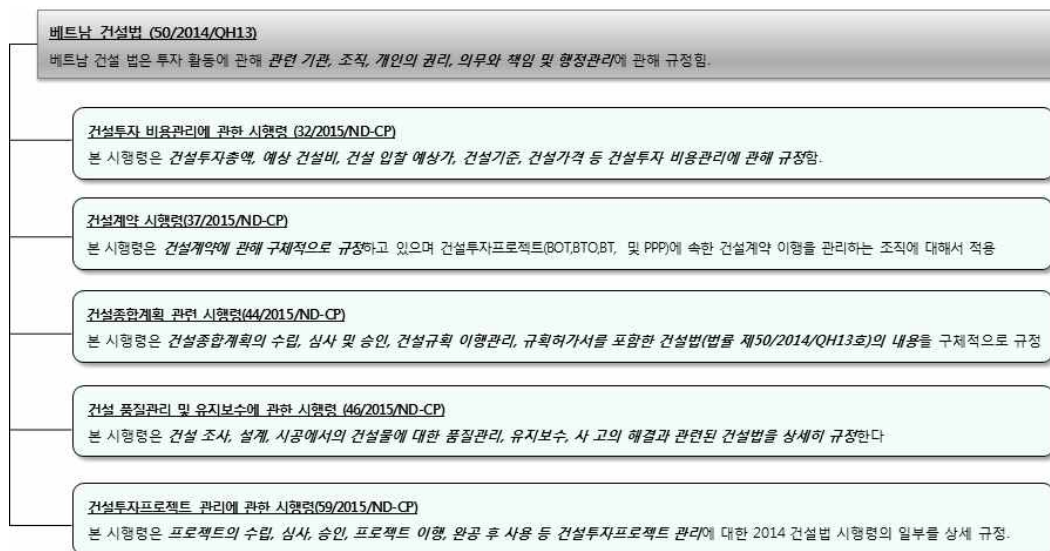 베트남 건설법 (50/2014/QH13)
베트남 건설 법은 투자 활동에 관해 관련 기관, 조직, 개인의 권리, 의무와 책임 및 행정관리에 관해 규정힘.
건설투자 비용관리에 관한 시행령 (32/2015/ND-CP)
본 시행령은 건설투자총액, 예상 건설비, 건설 입찰 예상가, 건설기준, 건설가격 등 건설투자 비용관리에 관해 규정함.
건설계약 시행령(37/2015/ND-CP)
본 시행령은 건설계약에 관해 구체적으로 규정하고 있으며 건설투자프로젝트(BOT,BTO,BT, 및 PPP)에 속한 건설계약 이행을 관리하는 조직에 대해서 적용
건설종합계획 관련 시행령(44/2015/ND-CP)
본 시행령은 건설종합계획의 수립, 심사 및 승인, 건설규획 이행관리, 규획허가서를 포함한 건설법(법률 제50/2014/QH13호)의 내용을 구체적으로 규정
건설 품질관리 및 유지보수에 관한 시행령 (46/2015/ND-CP)
본 시행령은 건설 조사, 설계, 시공에서의 건설물에 대한 품질관리, 유지보수, 사 고의 해결과 관련된 건설법을 상세히 규정한다
건설투자프로젝트 관리에 관한 시행령(59/2015/ND-CP)
본 시행령은 프로젝트의 수립, 심사, 승인, 프로젝트 이행, 완공 후 사용 등 건설투자프로젝트 관리에 대한 2014 건설법 시행령의 일부를 상세 규정.